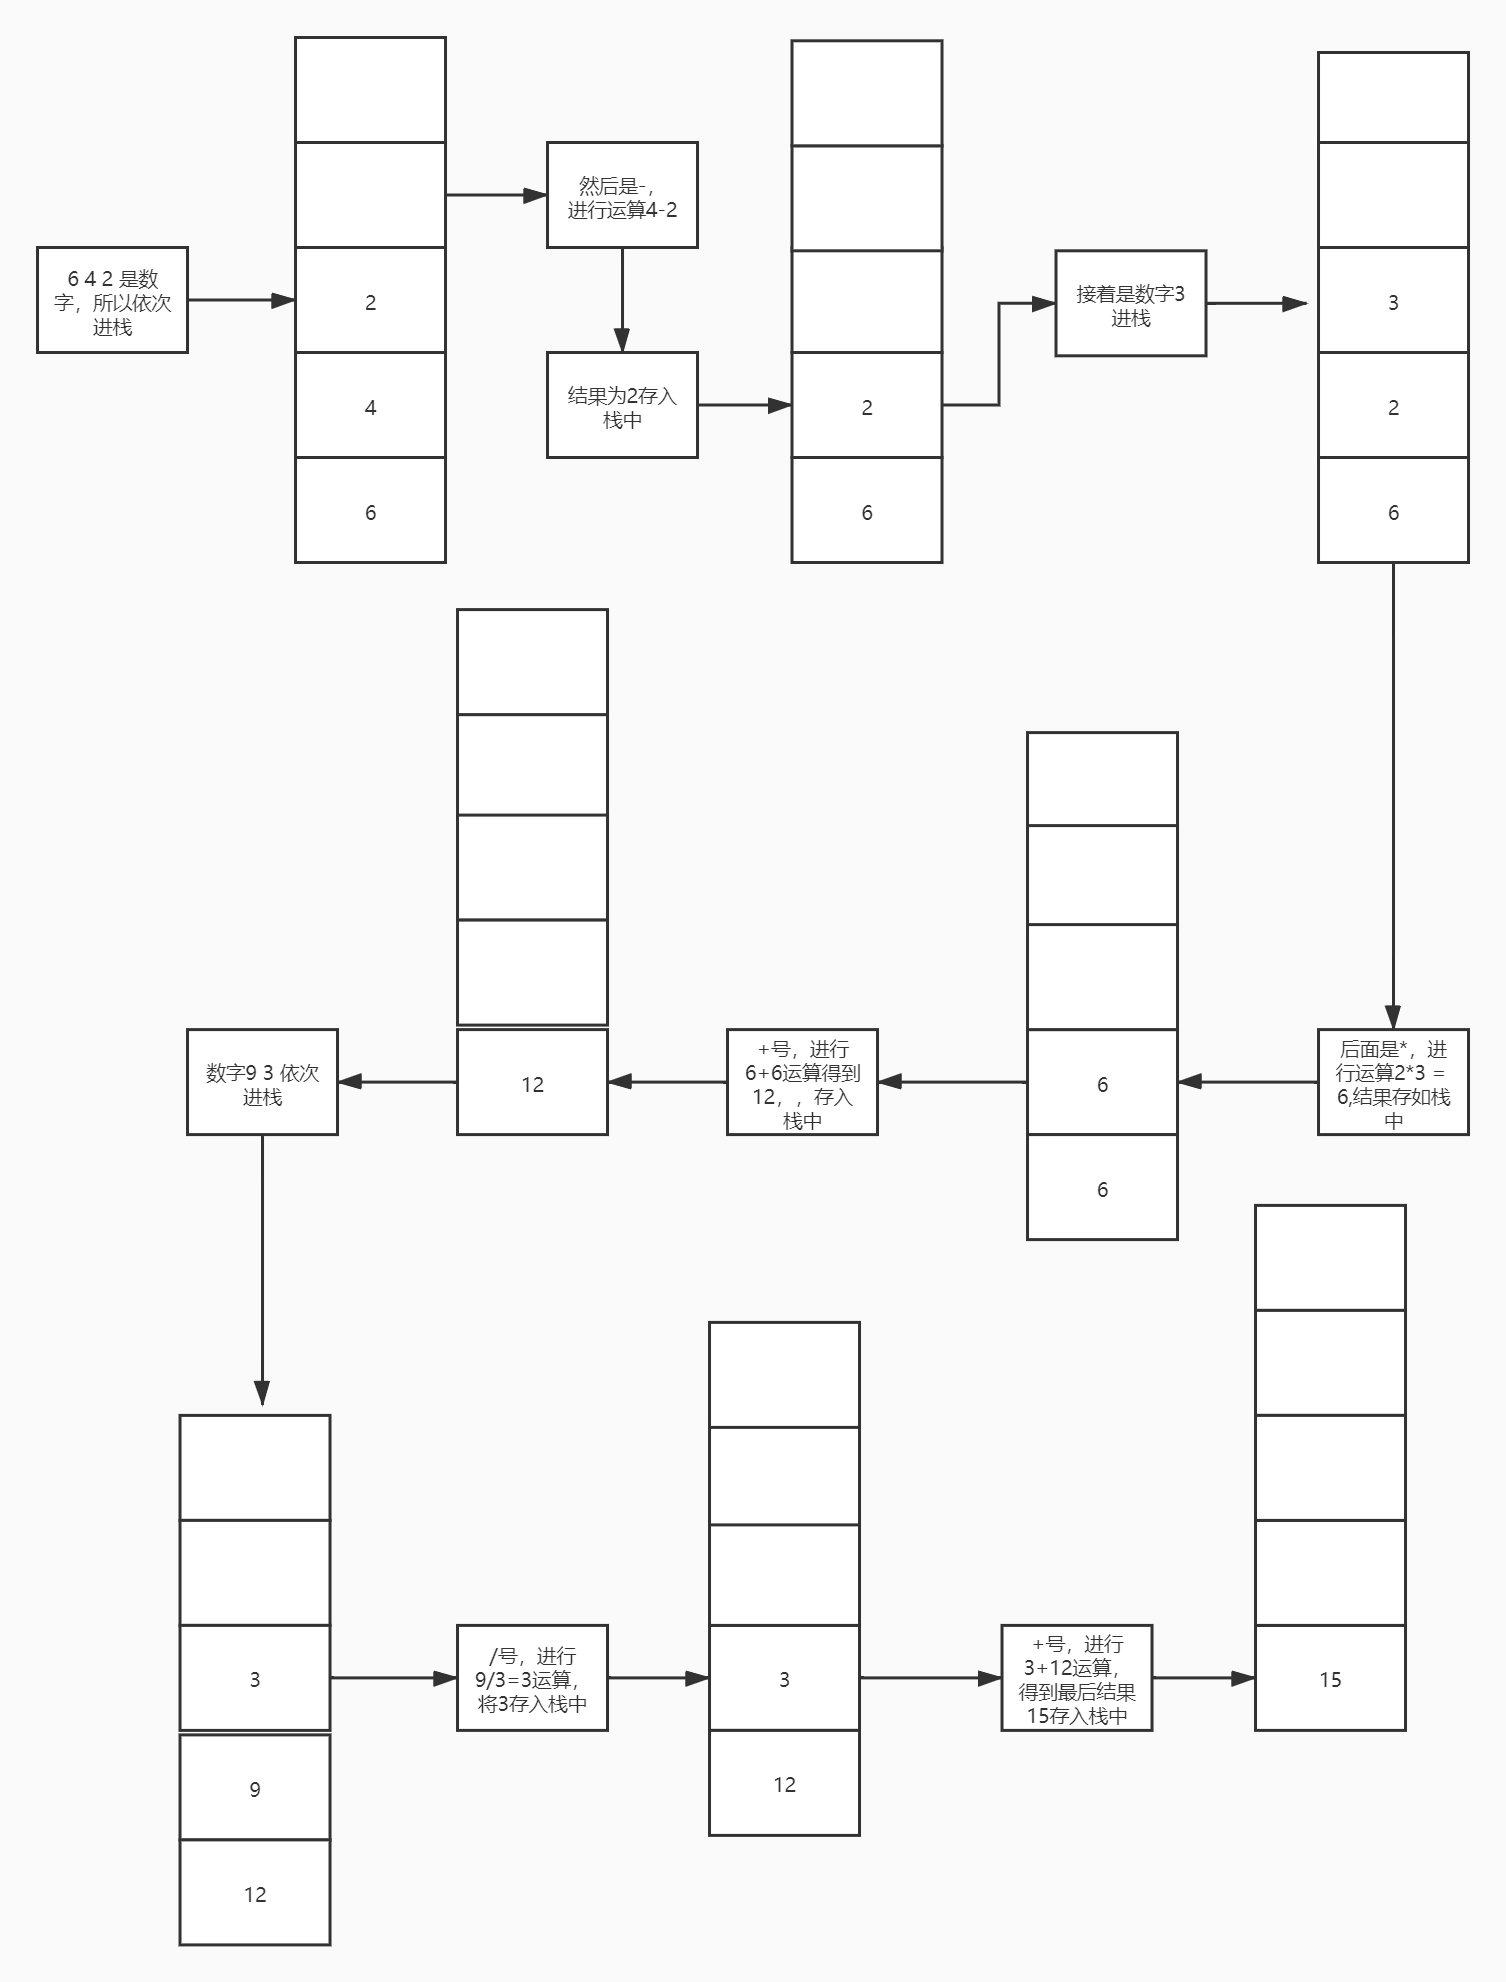 6 4 2 是数
字，所以依次
进栈
2
4
6
然后是-，
进行运算4-2
结果为2存入
栈中
2
6
接着是数字3
进栈
3
2
6
后面是*，进
行运算2*3 =
6,结果存如栈
中
6
6
+号，进行
6+6运算得到
12，，存入
栈中
12
数字9 3 依次
进栈
3
9
12
/号，进行
9/3=3运算，
将3存入栈中
3
12
+号，进行
3+12运算，
得到最后结果
15存入栈中
15